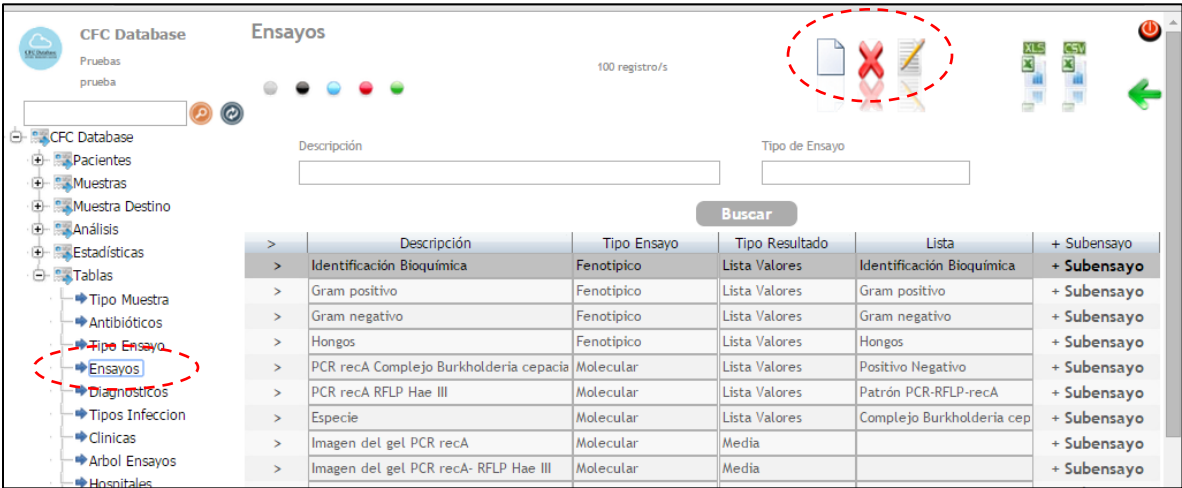 CFC Database
Pruebas
prueba
Ensayos
100 registro/s
XLS
CSV
CFC Database
Pacientes
Muestras
Muestra Destino
Análisis
Estadísticas
Tablas
Tipo Muestra
Antibióticos
Tipo Ensayo
Ensayos
Diagnosticos
Tipos Infeccion
Clinicas
Arbol Ensayos
Hospitales
Descripción
Tipo de Ensayo
Buscar
> Descripción Tipo Ensayo Tipo Resultado Lista + Subensayo
> Identificación Bioquímica Fenotipico Lista Valores Identificación Bioquímica + Subensayo
> Gram positivo Fenotipico Lista Valores Gram positivo + Subensayo
> Gram negativo Fenotipico Lista Valores Gram negativo + Subensayo
> Hongos Fenotipico Lista Valores Hongos + Subensayo
> PCR recA Complejo Burkholderia cepacia Molecular Lista Valores Positivo Negativo + Subensayo
> PCR recA RFLP Hae III Molecular Lista Valores Patrón PCR-RFLP-recA + Subensayo
> Especie Molecular Lista Valores Complejo Burkholderia cep + Subensayo
> Imagen del gel PCR recA Molecular Media + Subensayo
> Imagen del gel PCR recA- RFLP Hae III Molecular Media + Subensayo